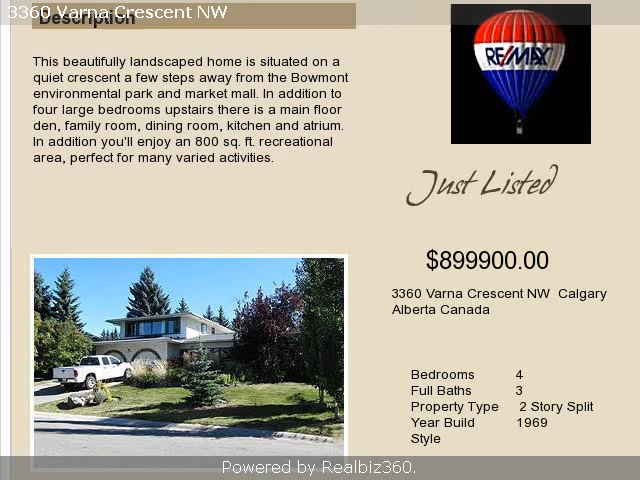 3360 Varna Crescent NW
Description
This beautifully landscaped home is situated on a
quiet crescent a few steps away from the Bowmont
environmental park and market mall. In addition to
four large bedrooms upstairs there is a main floor
den, family room, dining room, kitchen and atrium.
In addition you'll enjoy an 800 sq. ft. recreational
area, perfect for many varied activities.
RE/MAX
Just Listed
$899900.00
3360 Varna Crescent NW Calgary
Alberta Canada
Bedrooms 4
Full Baths 3
Property Type 2 Story Split
Year Build 1969
Style
Powered by Realbiz360.